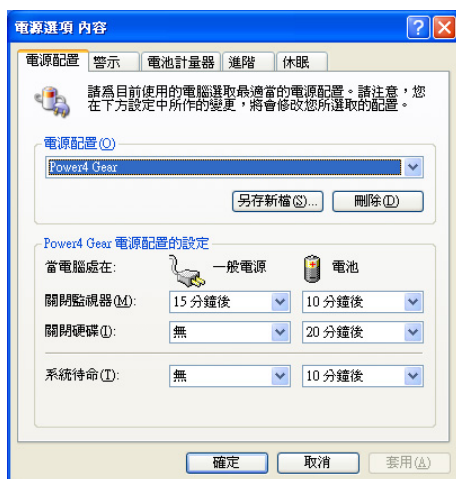 電源選項 內容
電源配置 警示 電池計量器 進階 休眠
請為目前使用的電腦選取最適當的電源配置。請注意，您
在下方設定中所作的變更，將會修改您所選取的配置。
電源配置(O)
Power4 Gear
另存新檔(S)... 刪除(D)
Power4 Gear 電源配置的設定
當電腦處在: 一般電源 電池
關閉監視器(M): 15 分鐘後 10 分鐘後
關閉硬碟(I): 無 20 分鐘後
系統待命(T): 無 10 分鐘後
確定 取消 套用(A)